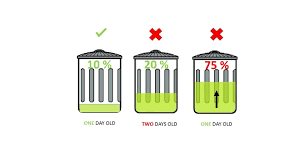 10 %
20 %
75 %
ONE DAY OLD
TWO DAYS OLD
ONE DAY OLD